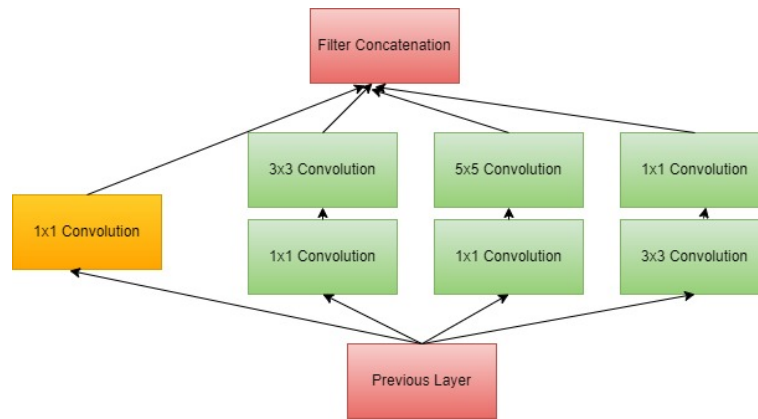 Filter Concatenation
3x3 Convolution
5x5 Convolution
1x1 Convolution
1x1 Convolution
1x1 Convolution
1x1 Convolution
3x3 Convolution
Previous Layer